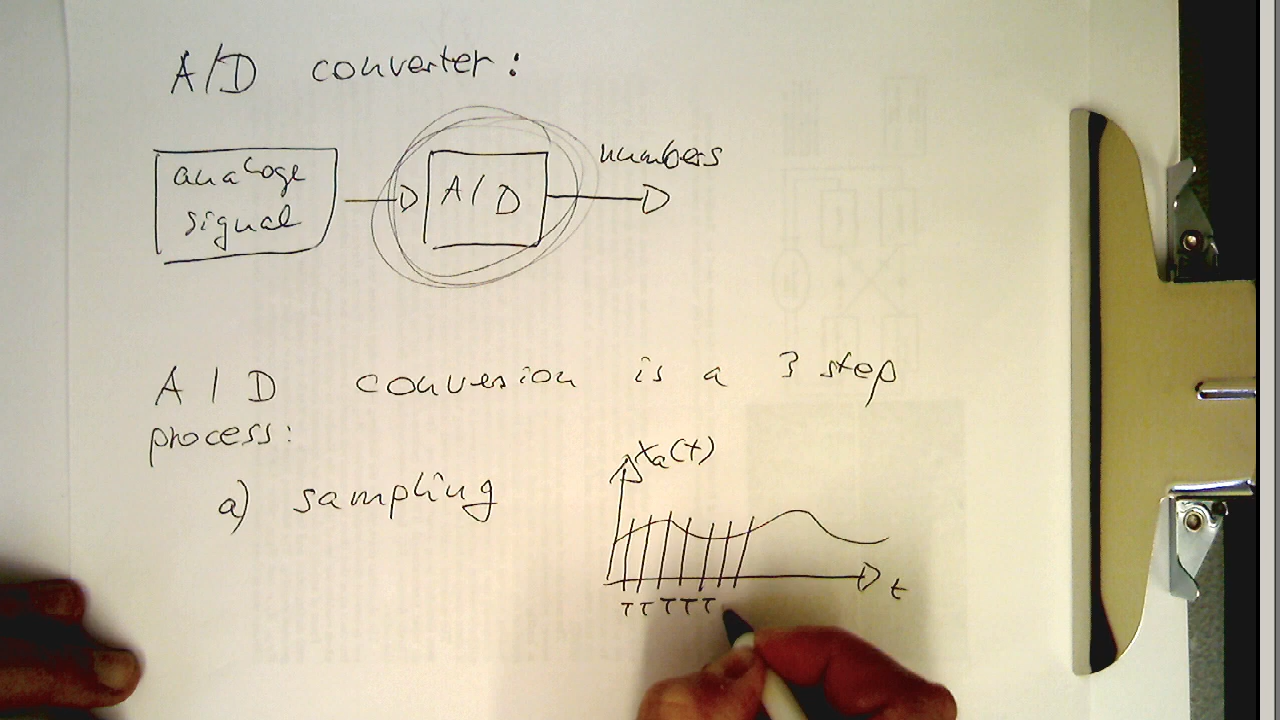 A/D converter:
analoge
signal
A/D
numbers
A/D conversion is a 3 step
process:
a) sampling
xa(t)
t
T T T T T